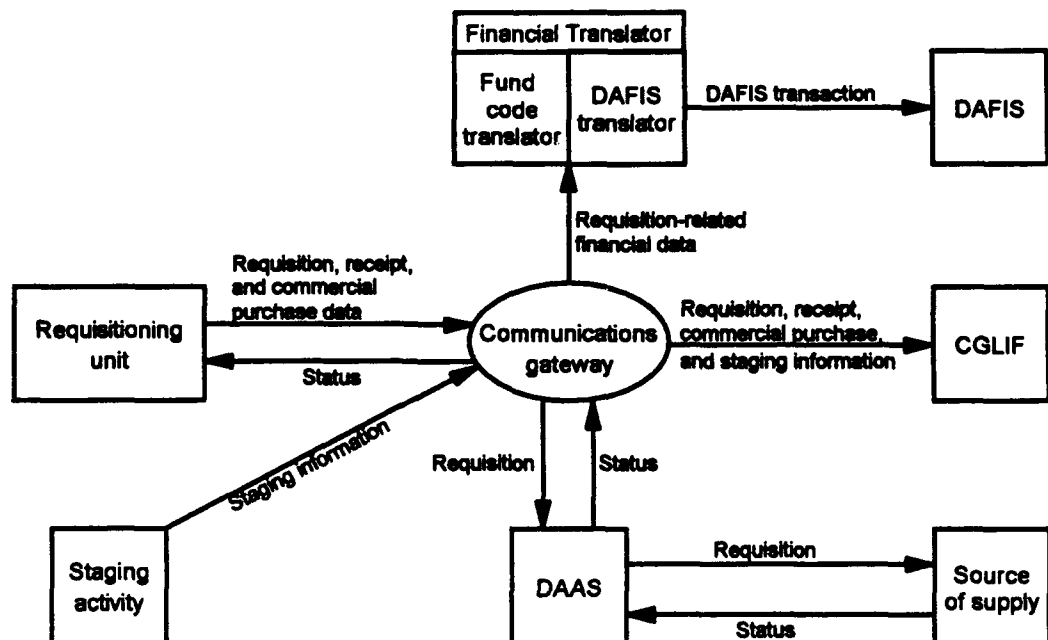 Financial Translator
Fund
code
translator
DAFIS
translator
DAFIS transaction
DAFIS
Requisition-related
financial data
Requisition, receipt,
and commercial
purchase data
Requisitioning
unit
Status
Communications
gateway
Requisition, receipt,
commercial purchase,
and staging information
CGLIF
Staging information
Requisition
Status
Staging
activity
DAAS
Requisition
Status
Source
of supply